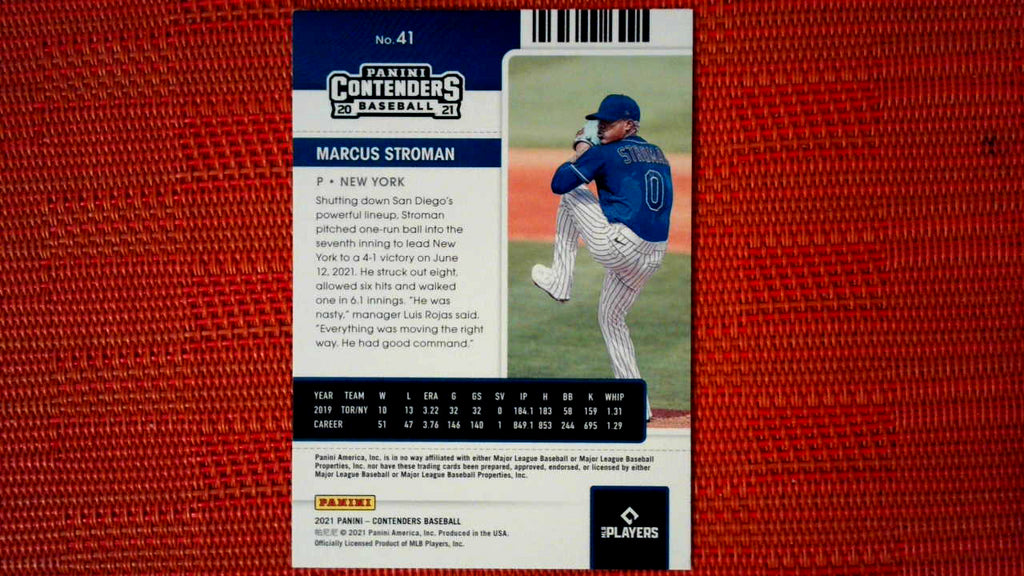 No. 41
PANINI
CONTENDERS
20 BASEBALL 21
MARCUS STROMAN
P • NEW YORK
Shutting down San Diego's
powerful lineup, Stroman
pitched one-run ball into the
seventh inning to lead New
York to a 4-1 victory on June
12, 2021. He struck out eight,
allowed six hits and walked
one in 6.1 innings. "He was
nasty," manager Luis Rojas said.
"Everything was moving the right
way. He had good command."
STROMAN
0
YEAR TEAM W L ERA G GS SV IP H BB K WHIP
2019 TOR/NY 10 13 3.22 32 32 0 184.1 183 58 159 1.31
CAREER 51 47 3.76 146 140 1 849.1 853 244 695 1.29
Panini America, Inc. is in no way affiliated with either Major League Baseball or Major League Baseball
Properties, Inc. nor have these trading cards been prepared, approved, endorsed, or licensed by either
Major League Baseball or Major League Baseball Properties, Inc.
PANINI
2021 PANINI – CONTENDERS BASEBALL
帕尼尼 © 2021 Panini America, Inc. Produced in the USA.
Officially Licensed Product of MLB Players, Inc.
MLB PLAYERS